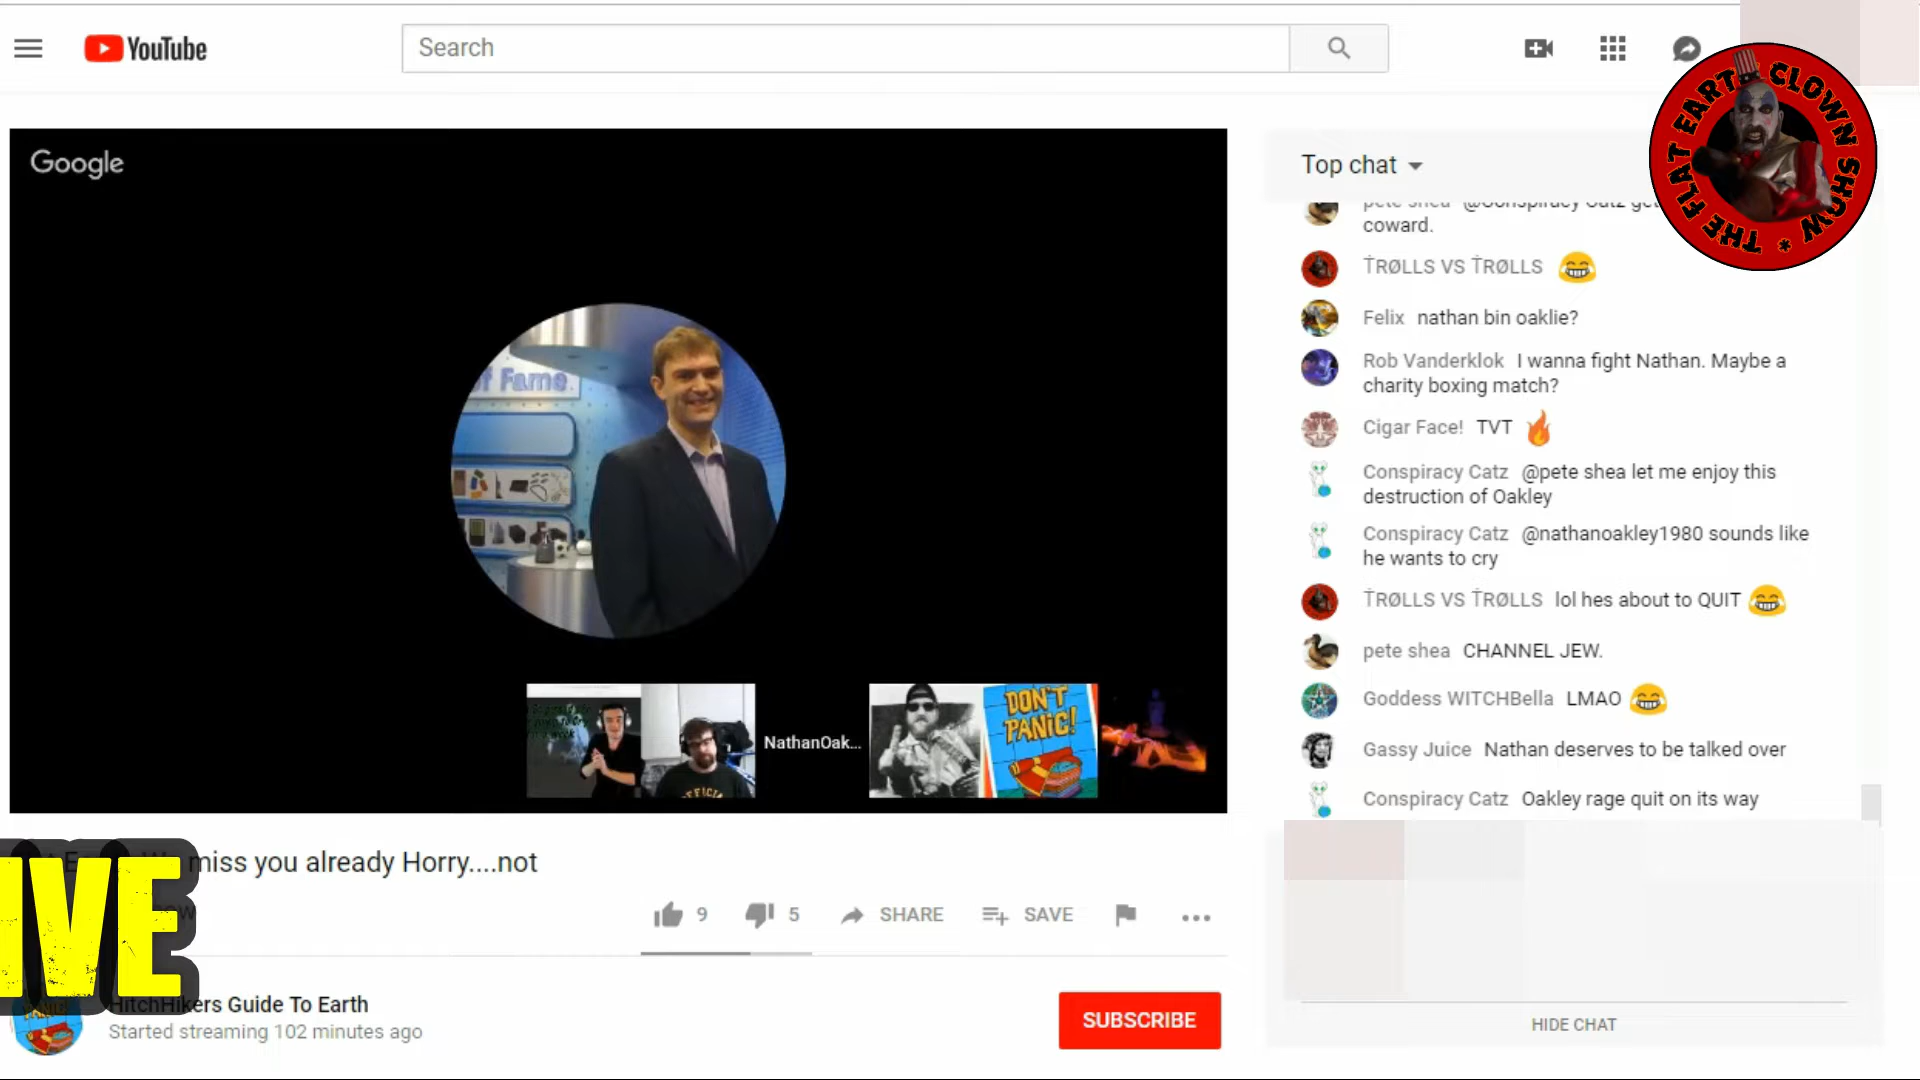 YouTube
Search
THE FLAT EARTH CLOWN SHOW *
Google
of Fame.
DON'T
PANIC!
NathanOak...
Top chat
pete shea @Conspiracy Catz
coward.
ṪRØLLS VS ṪRØLLS 😂
Felix nathan bin oaklie?
Rob Vanderklok I wanna fight Nathan. Maybe a
charity boxing match?
Cigar Face! TVT 🔥
Conspiracy Catz @pete shea let me enjoy this
destruction of Oakley
Conspiracy Catz @nathanoakley1980 sounds like
he wants to cry
ṪRØLLS VS ṪRØLLS lol hes about to QUIT 😂
pete shea CHANNEL JEW.
Goddess WITCHBella LMAO 😂
Gassy Juice Nathan deserves to be talked over
Conspiracy Catz Oakley rage quit on its way
HIDE CHAT
miss you already Horry....not
IVE
9
5
SHARE
SAVE
HitchHikers Guide To Earth
Started streaming 102 minutes ago
SUBSCRIBE